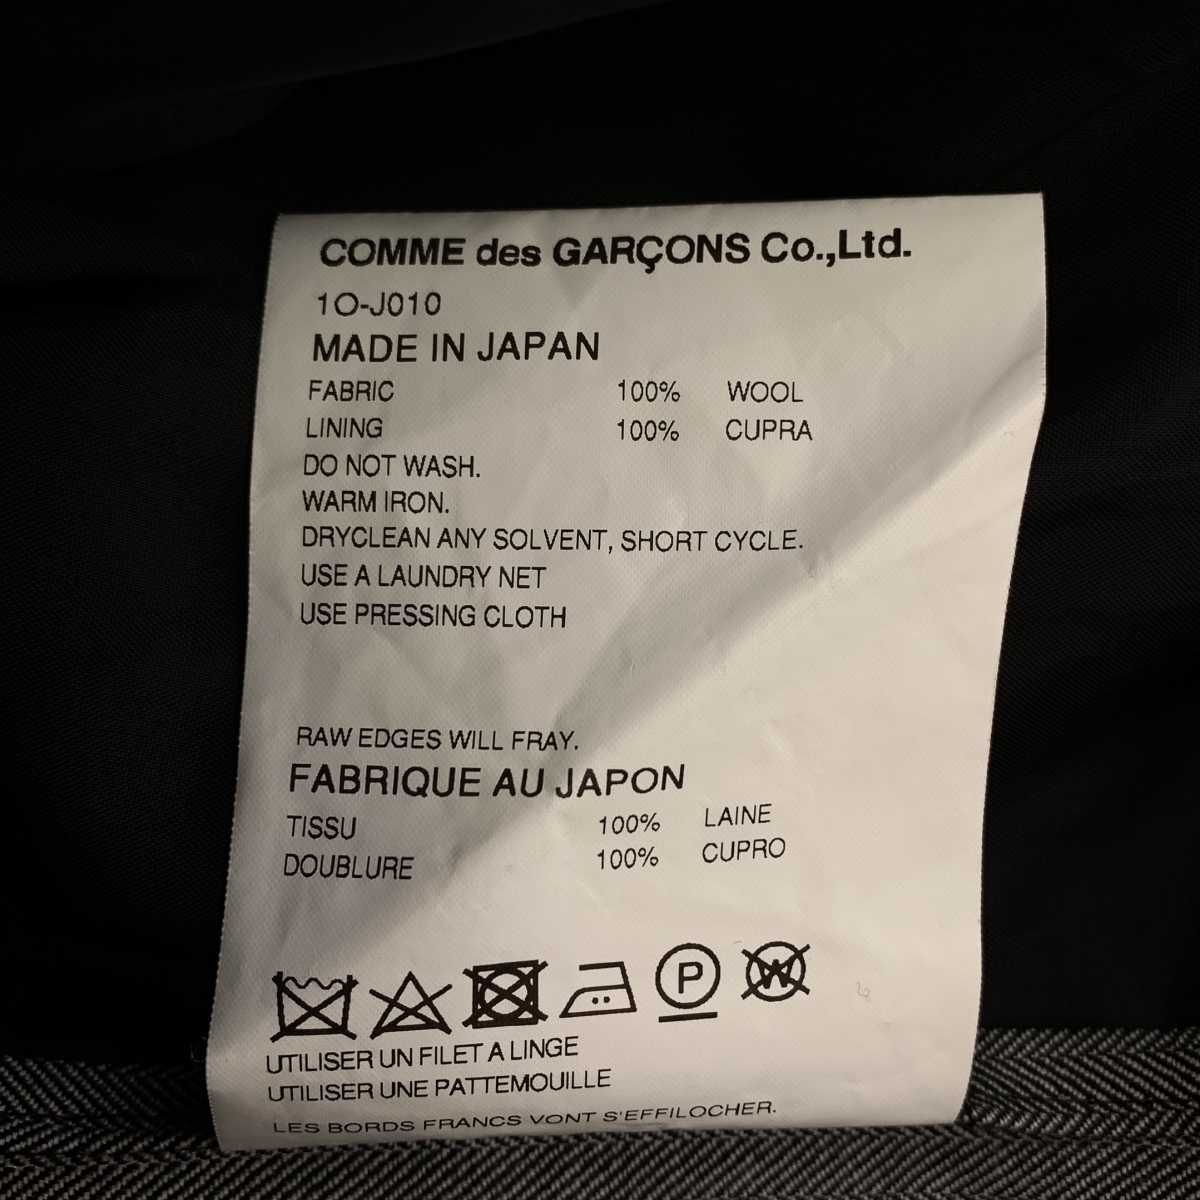 COMME des GARÇONS Co.,Ltd.
1O-J010
MADE IN JAPAN
FABRIC 100% WOOL
LINING 100% CUPRA
DO NOT WASH.
WARM IRON.
DRYCLEAN ANY SOLVENT, SHORT CYCLE.
USE A LAUNDRY NET
USE PRESSING CLOTH
RAW EDGES WILL FRAY.
FABRIQUE AU JAPON
TISSU 100% LAINE
DOUBLURE 100% CUPRO
P W
UTILISER UN FILET A LINGE
UTILISER UNE PATTEMOUILLE
LES BORDS FRANCS VONT S'EFFILOCHER.